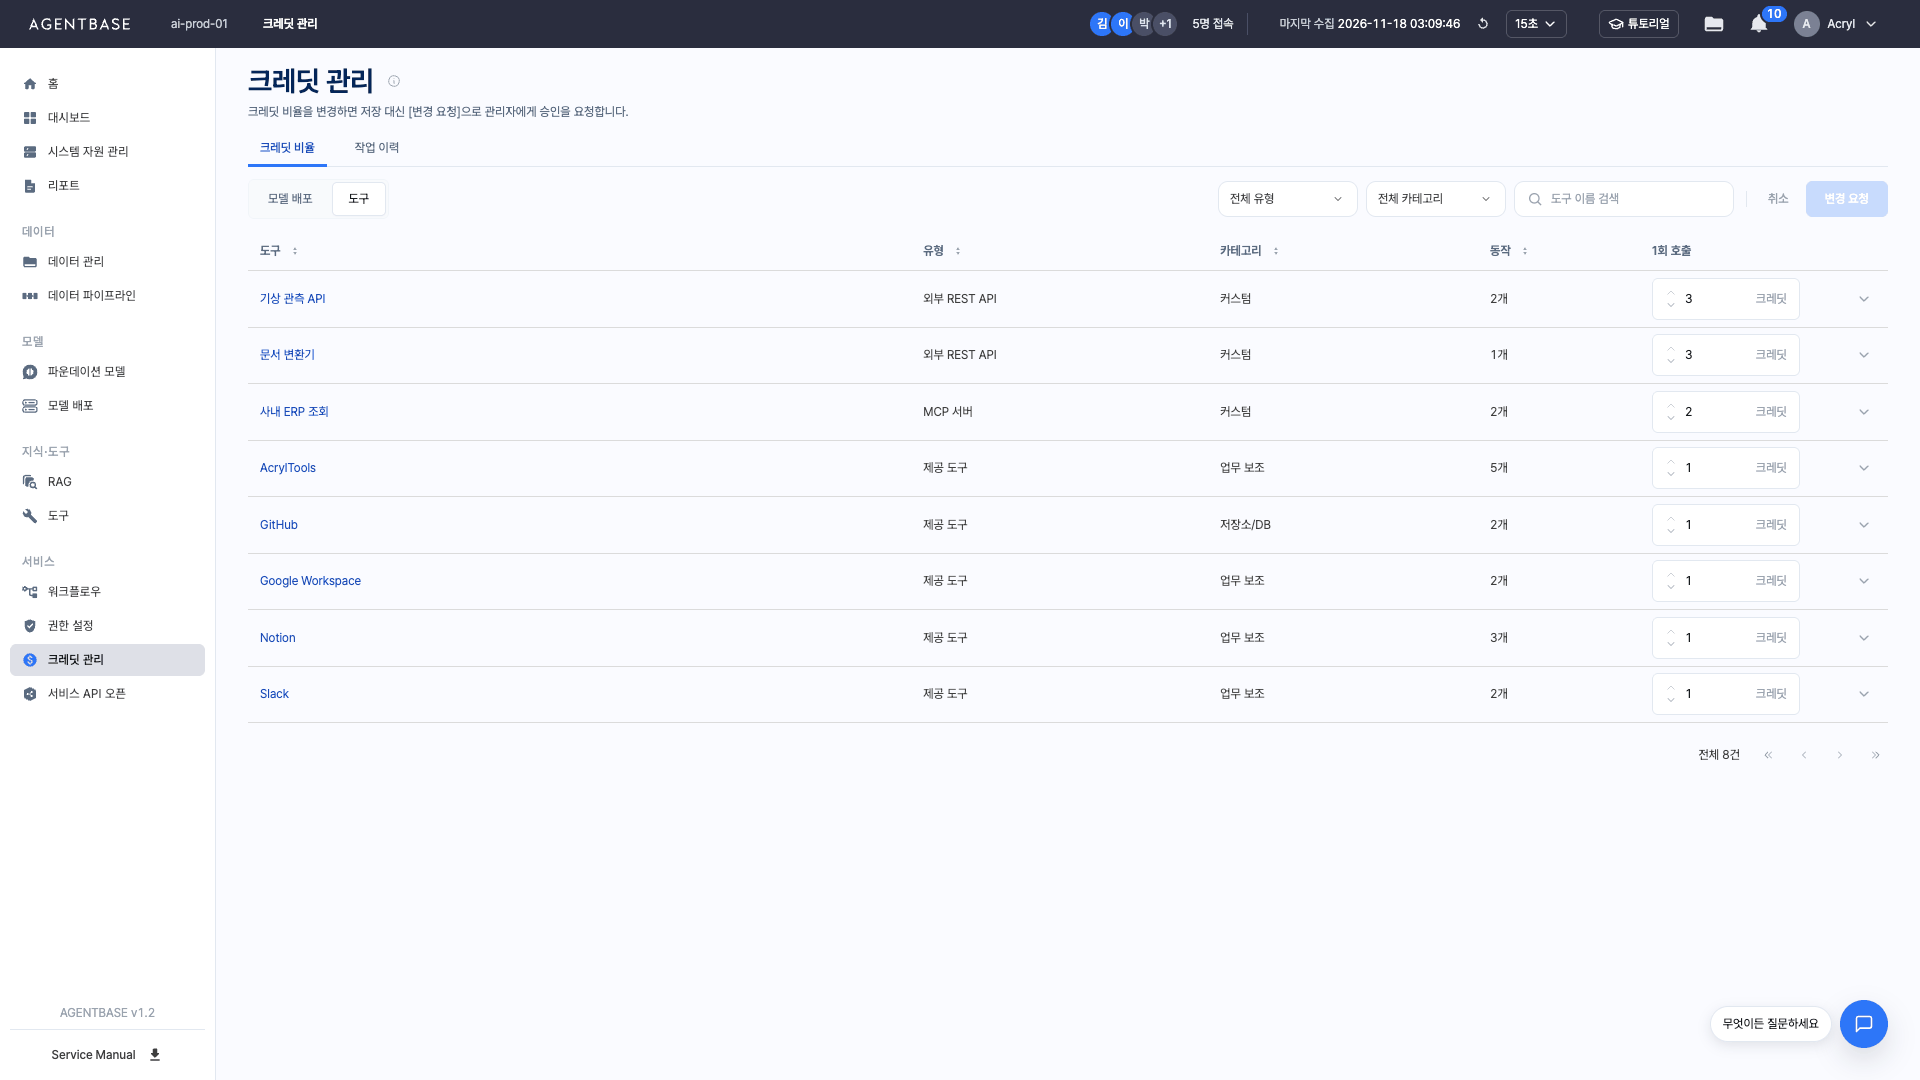 AGENTBASE
ai-prod-01
크레딧 관리
김 이 박 +1 5명 접속
마지막 수집 2026-11-18 03:09:46
15초
튜토리얼
10
A Acryl
홈
대시보드
시스템 자원 관리
리포트
데이터
데이터 관리
데이터 파이프라인
모델
파운데이션 모델
모델 배포
지식·도구
RAG
도구
서비스
워크플로우
권한 설정
크레딧 관리
서비스 API 오픈
AGENTBASE v1.2
Service Manual
크레딧 관리
크레딧 비율을 변경하면 저장 대신 [변경 요청]으로 관리자에게 승인을 요청합니다.
크레딧 비율 작업 이력
모델 배포 도구
전체 유형 전체 카테고리 도구 이름 검색 취소 변경 요청
도구 유형 카테고리 동작 1회 호출
기상 관측 API 외부 REST API 커스텀 2개 3 크레딧
문서 변환기 외부 REST API 커스텀 1개 3 크레딧
사내 ERP 조회 MCP 서버 커스텀 2개 2 크레딧
AcrylTools 제공 도구 업무 보조 5개 1 크레딧
GitHub 제공 도구 저장소/DB 2개 1 크레딧
Google Workspace 제공 도구 업무 보조 2개 1 크레딧
Notion 제공 도구 업무 보조 3개 1 크레딧
Slack 제공 도구 업무 보조 2개 1 크레딧
전체 8건
무엇이든 질문하세요